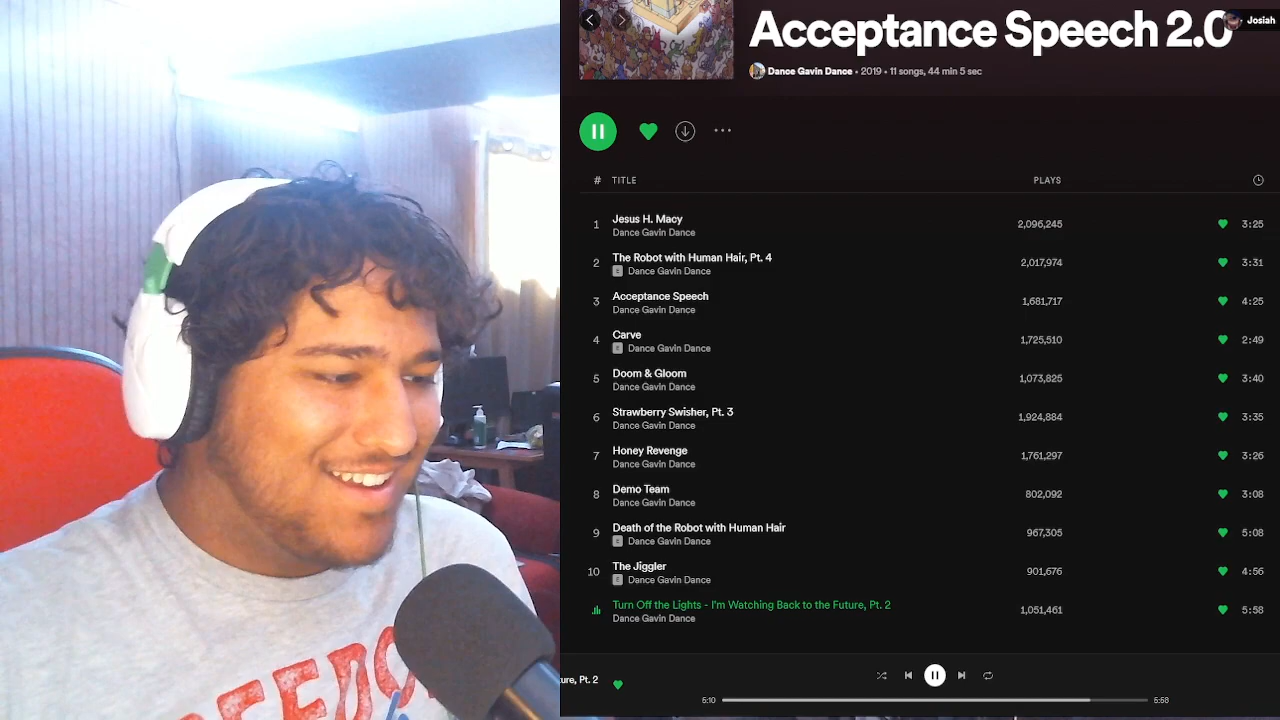 Acceptance Speech 2.0
Josiah
Dance Gavin Dance • 2019 • 11 songs, 44 min 5 sec
# TITLE PLAYS
1 Jesus H. Macy 2,096,245 3:25
Dance Gavin Dance
2 The Robot with Human Hair, Pt. 4 2,017,974 3:31
E Dance Gavin Dance
3 Acceptance Speech 1,681,717 4:25
Dance Gavin Dance
4 Carve 1,725,510 2:49
E Dance Gavin Dance
5 Doom & Gloom 1,073,825 3:40
Dance Gavin Dance
6 Strawberry Swisher, Pt. 3 1,924,884 3:35
Dance Gavin Dance
7 Honey Revenge 1,761,297 3:26
Dance Gavin Dance
8 Demo Team 802,092 3:08
Dance Gavin Dance
9 Death of the Robot with Human Hair 967,305 5:08
E Dance Gavin Dance
10 The Jiggler 901,676 4:56
E Dance Gavin Dance
Turn Off the Lights - I'm Watching Back to the Future, Pt. 2 1,051,461 5:58
Dance Gavin Dance
ure, Pt. 2
5:10 5:58